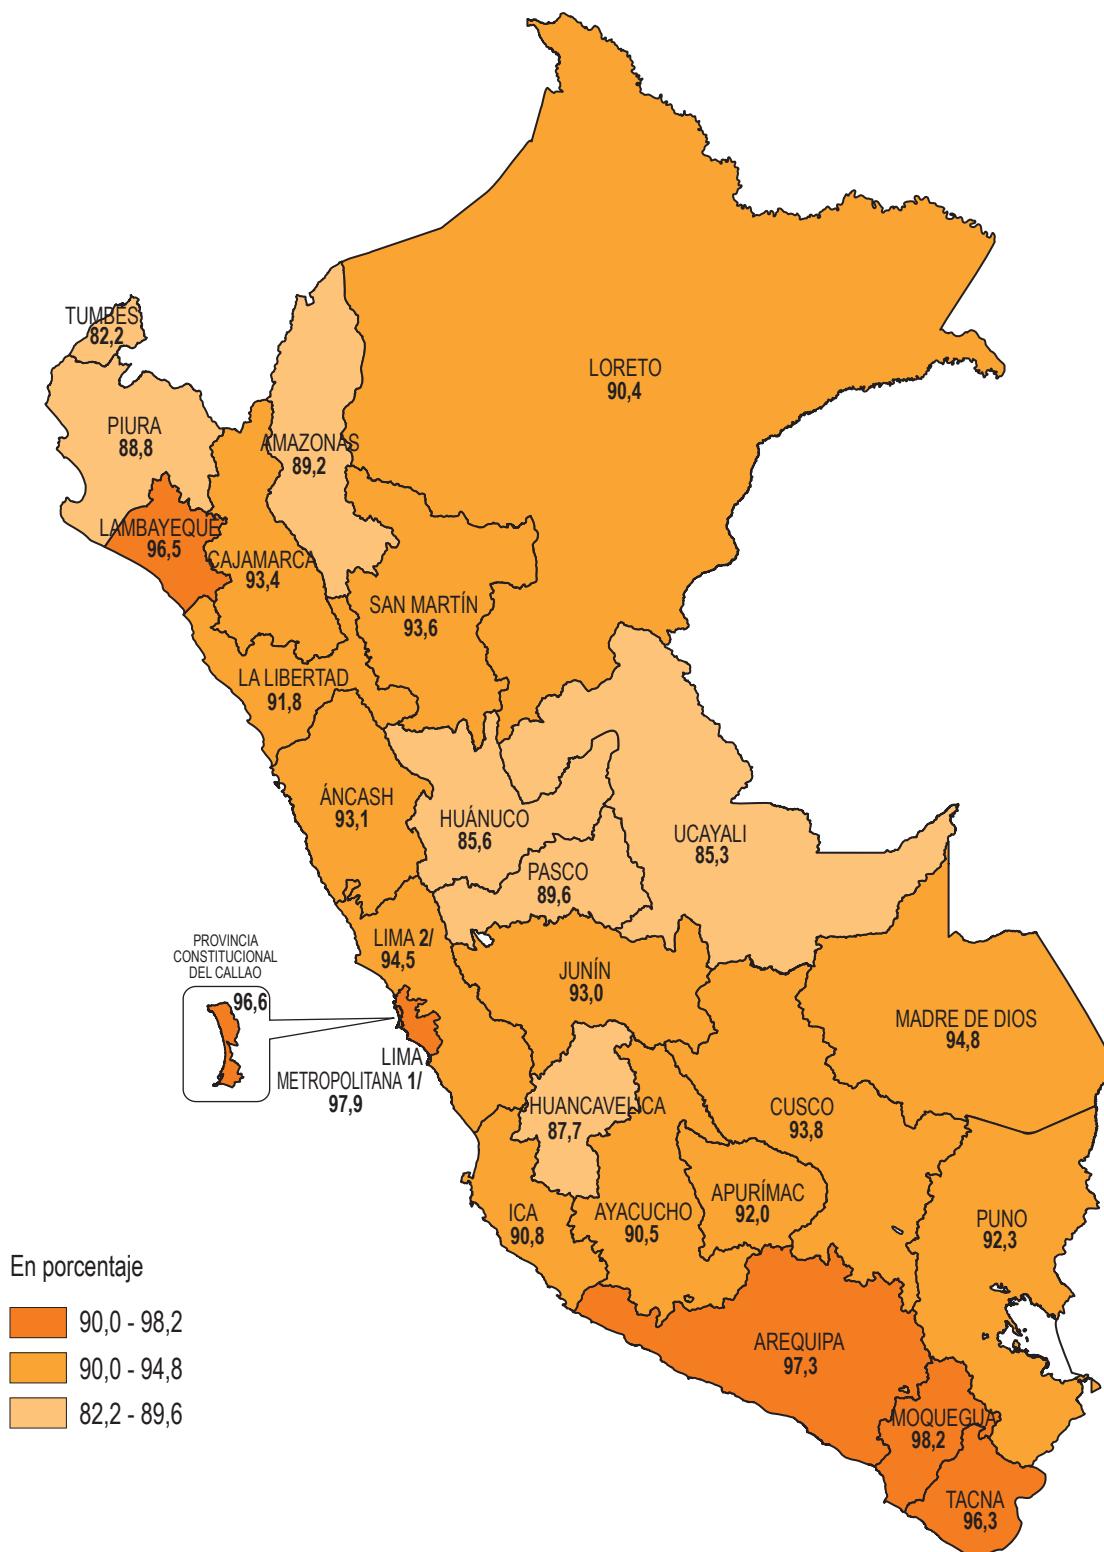 TUMBES
82,2
PIURA
88,8
LAMBAYEQUE
96,5
AMAZONAS
89,2
CAJAMARCA
93,4
LORETO
90,4
SAN MARTÍN
93,6
LA LIBERTAD
91,8
ÁNCASH
93,1
HUÁNUCO
85,6
UCAYALI
85,3
PASCO
89,6
LIMA 2/
94,5
PROVINCIA
CONSTITUCIONAL
DEL CALLAO
96,6
JUNÍN
93,0
MADRE DE DIOS
94,8
LIMA
METROPOLITANA 1/
97,9
HUANCAVELICA
87,7
CUSCO
93,8
ICA
90,8
AYACUCHO
90,5
APURÍMAC
92,0
PUNO
92,3
AREQUIPA
97,3
MOQUEGUA
98,2
TACNA
96,3
En porcentaje
90,0 - 98,2
90,0 - 94,8
82,2 - 89,6